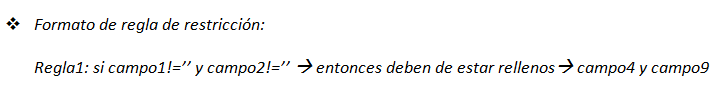 ❖ Formato de regla de restricción:
Regla1: si campo1!=’’ y campo2!=’’ → entonces deben de estar rellenos→ campo4 y campo9